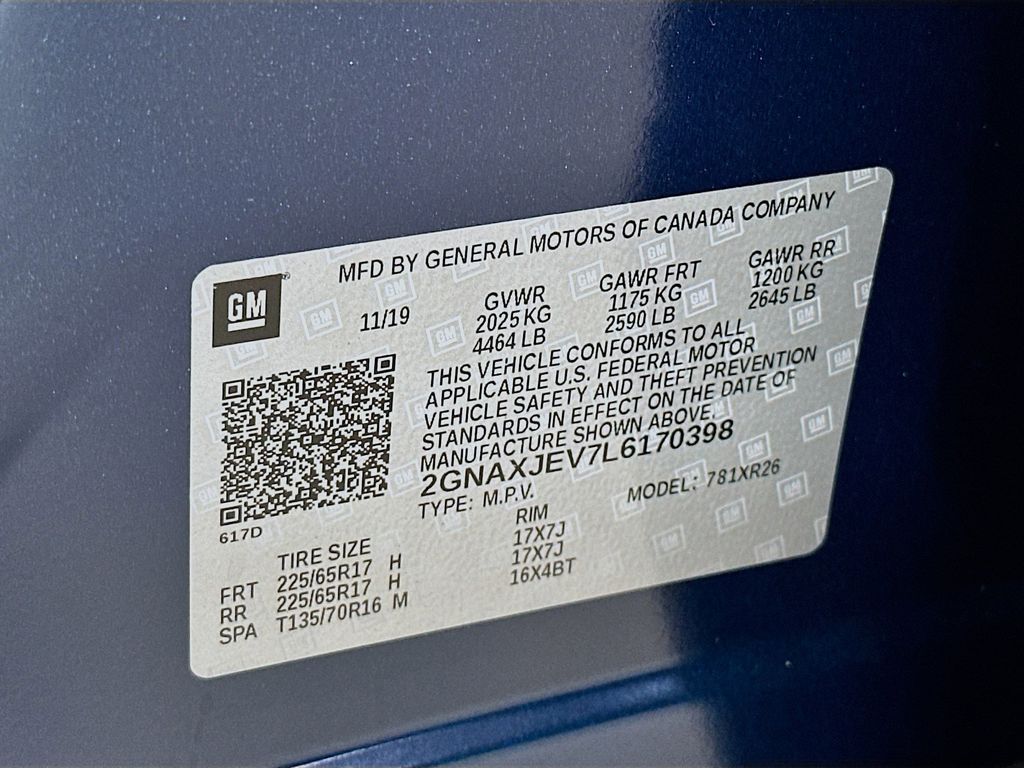 MFD BY GENERAL MOTORS OF CANADA COMPANY
GM
11/19
GVWR
2025 KG
4464 LB
GAWR FRT
1175 KG
2590 LB
GAWR RR
1200 KG
2645 LB
THIS VEHICLE CONFORMS TO ALL
APPLICABLE U.S. FEDERAL MOTOR
VEHICLE SAFETY AND THEFT PREVENTION
STANDARDS IN EFFECT ON THE DATE OF
MANUFACTURE SHOWN ABOVE.
2GNAXJEV7L6170398
TYPE: M.P.V. MODEL: 781XR26
617D
TIRE SIZE RIM
FRT 225/65R17 H 17X7J
RR 225/65R17 H 17X7J
SPA T135/70R16 M 16X4BT